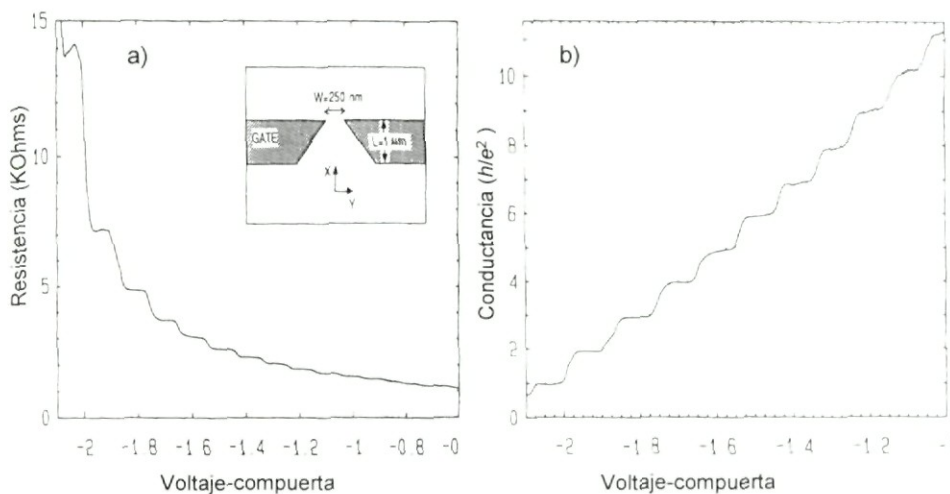 a)
Resistencia (KOhms)
15
10
5
0
-2 -1.8 -1.6 -1.4 -1.2 -1 -0.8 -0
Voltaje-compuerta
W=250 nm
GATE
L=1 μm
X
Y
b)
Conductancia (h/e²)
10
8
6
4
2
0
-2 -1.8 -1.6 -1.4 -1.2 -
Voltaje-compuerta